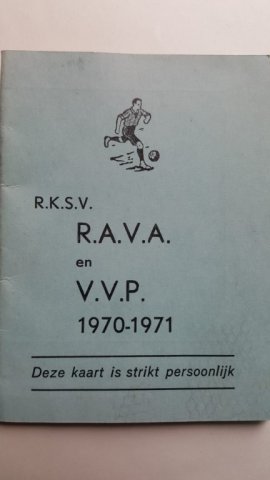 R.K.S.V.
R.A.V.A.
en
V.V.P.
1970-1971
Deze kaart is strikt persoonlijk